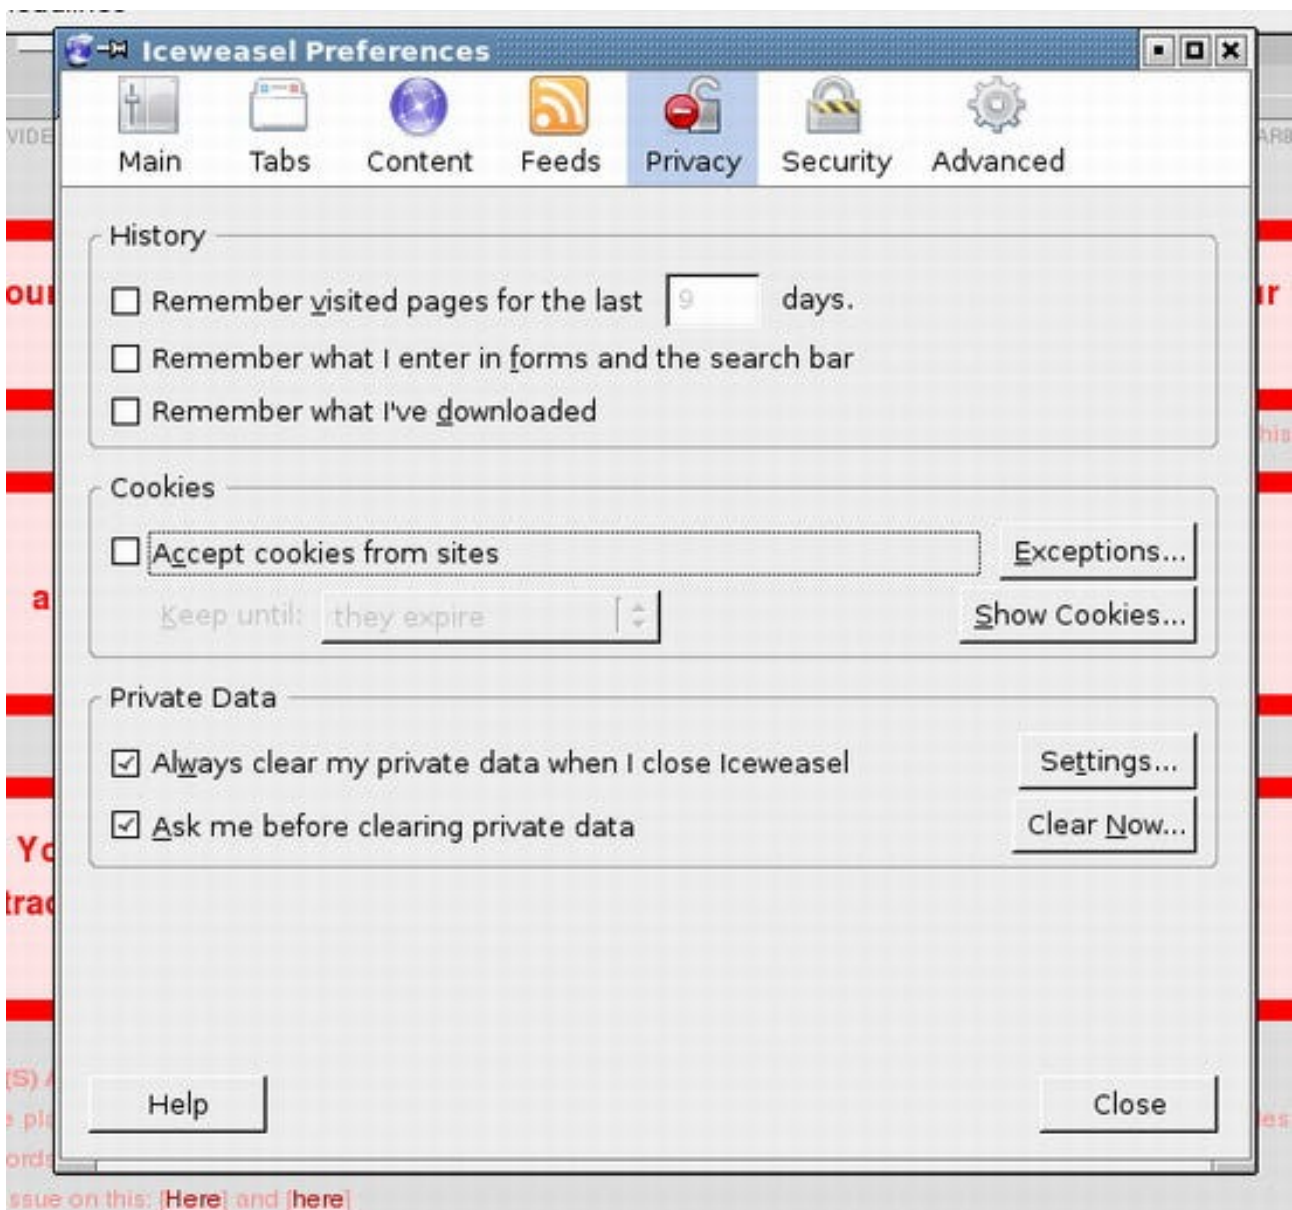 Iceweasel Preferences
Main Tabs Content Feeds Privacy Security Advanced
History
Remember visited pages for the last 9 days.
Remember what I enter in forms and the search bar
Remember what I've downloaded
Cookies
Accept cookies from sites Exceptions...
Keep until: they expire Show Cookies...
Private Data
Always clear my private data when I close Iceweasel Settings...
Ask me before clearing private data Clear Now...
Help Close
on this: [Here] and [here]